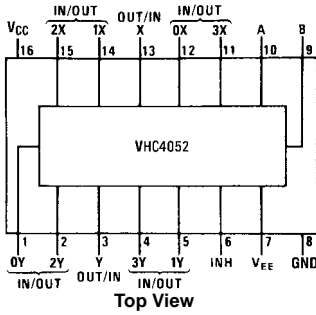 IN/OUT OUT/IN IN/OUT
V_CC 2X 1X X 0X 3X A B
16 15 14 13 12 11 10 9
VHC4052
1 2 3 4 5 6 7 8
0Y 2Y Y 3Y 1Y INH V_EE GND
IN/OUT OUT/IN IN/OUT
Top View